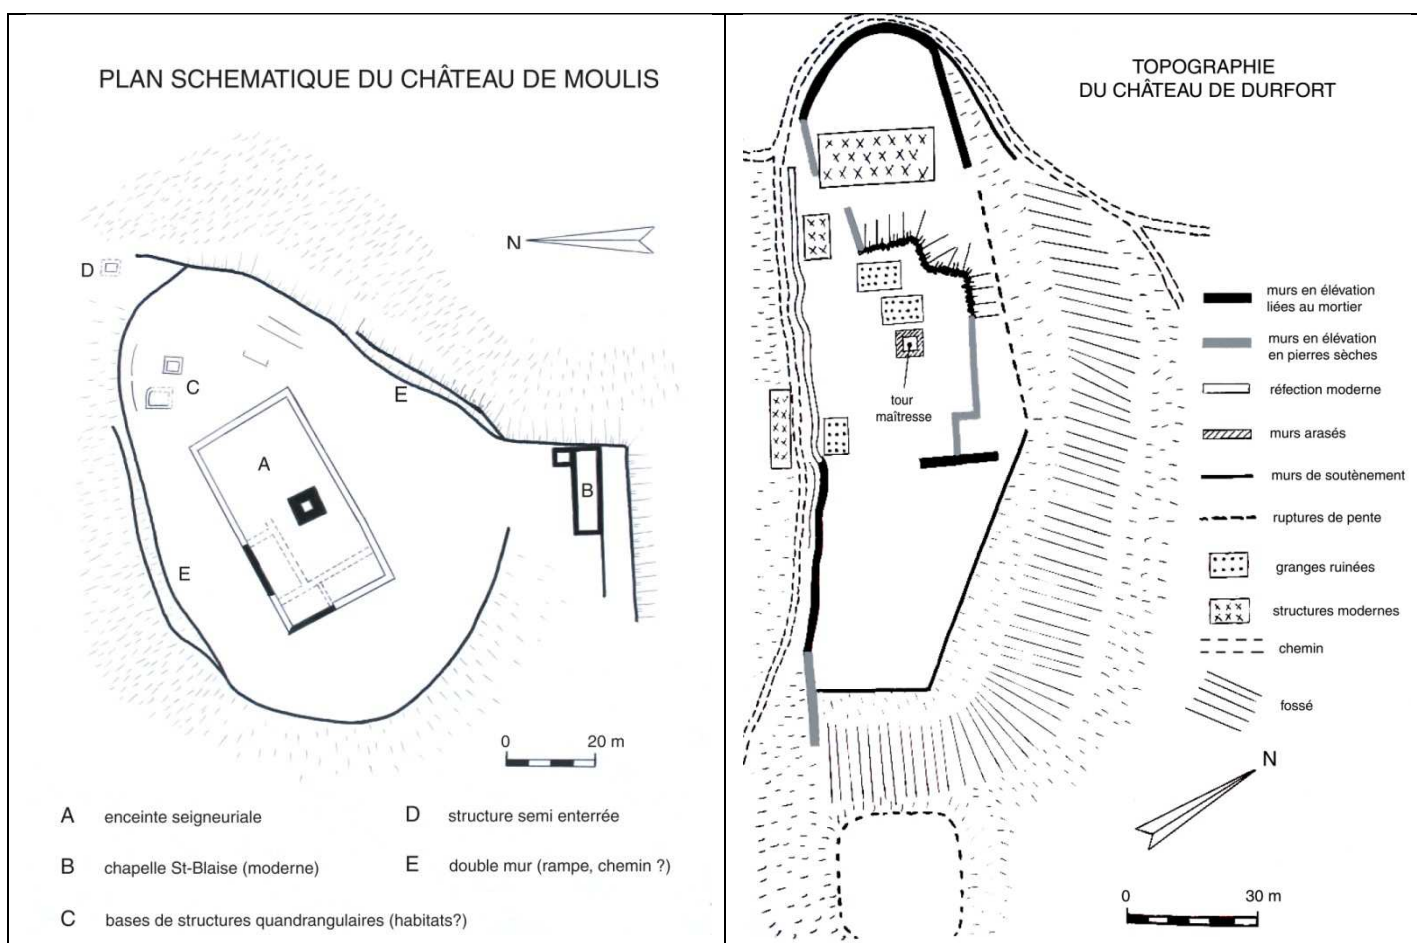 PLAN SCHEMATIQUE DU CHÂTEAU DE MOULIS
N
D
C
E
A
B
E
0 20 m
A enceinte seigneuriale
D structure semi enterrée
B chapelle St-Blaise (moderne)
E double mur (rampe, chemin ?)
C bases de structures quandrangulaires (habitats?)
TOPOGRAPHIE
DU CHÂTEAU DE DURFORT
tour
maîtresse
murs en élévation
liées au mortier
murs en élévation
en pierres sèches
réfection moderne
murs arasés
murs de soutènement
ruptures de pente
granges ruinées
structures modernes
chemin
fossé
N
0 30 m